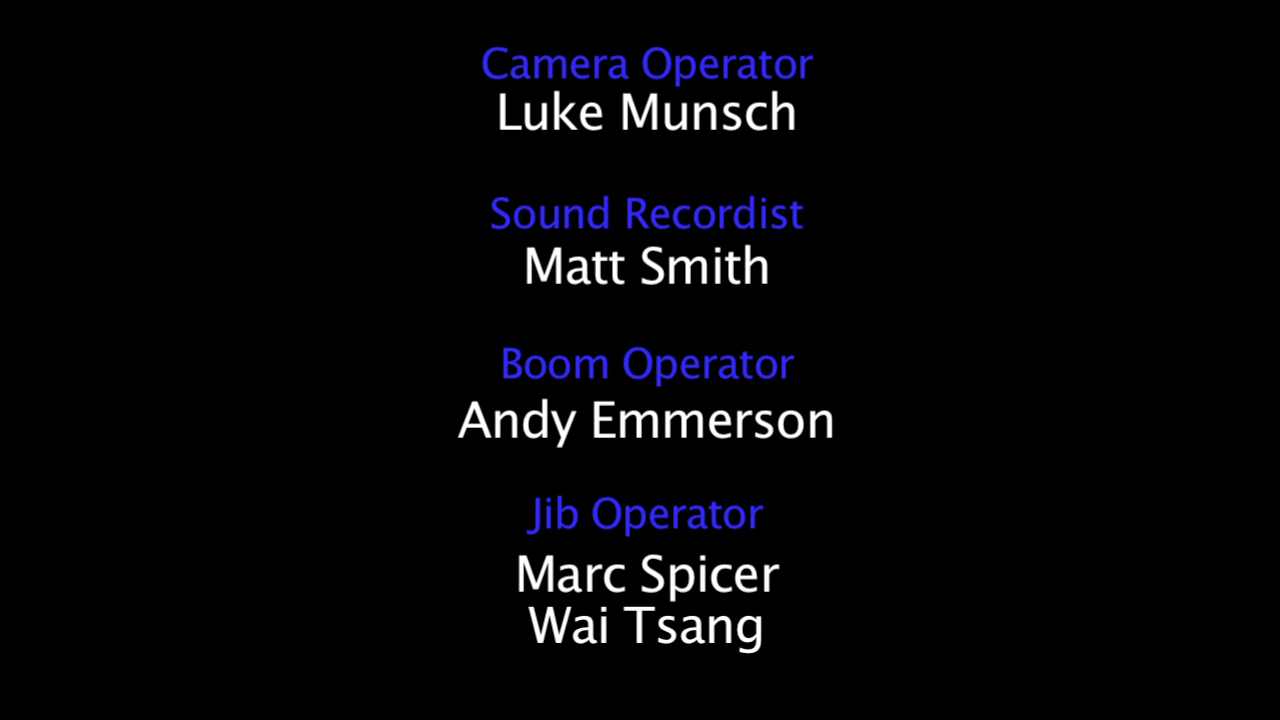 Camera Operator
Luke Munsch
Sound Recordist
Matt Smith
Boom Operator
Andy Emmerson
Jib Operator
Marc Spicer
Wai Tsang